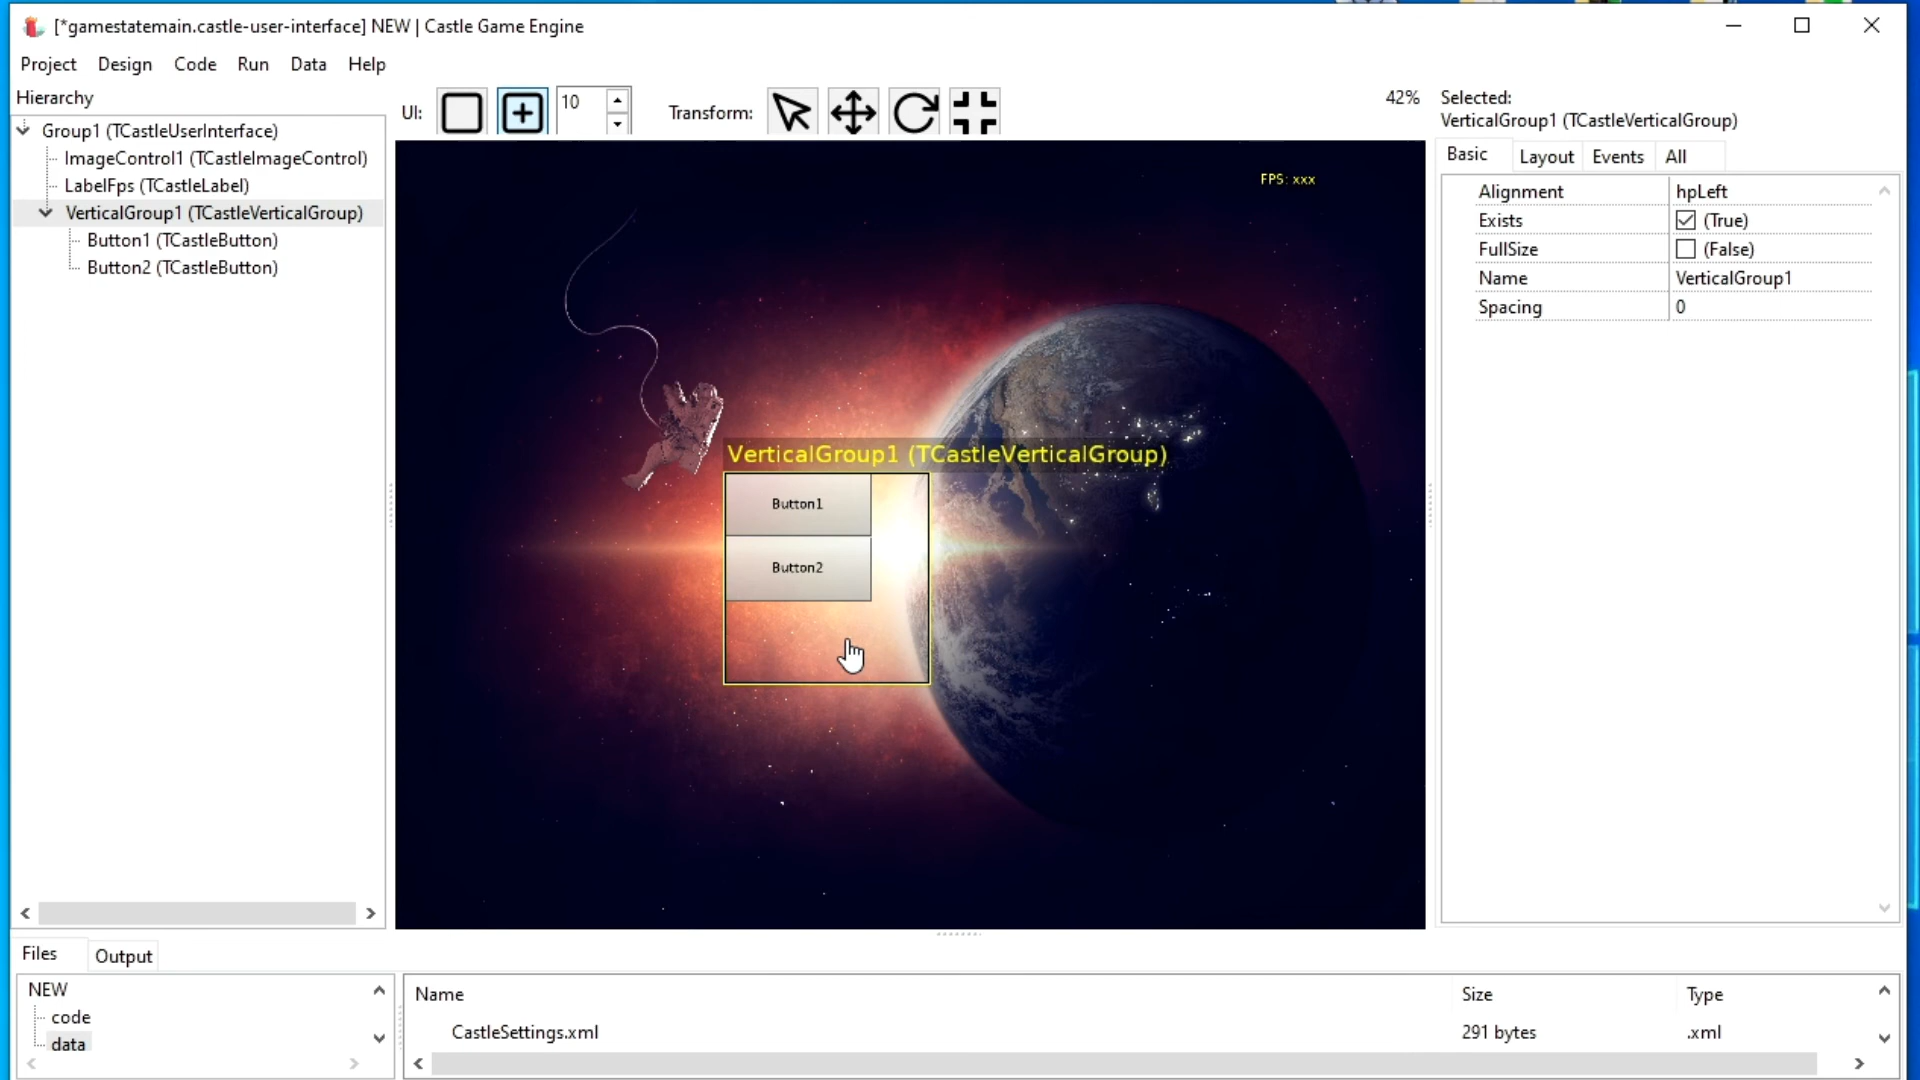 [*gamestatemain.castle-user-interface] NEW | Castle Game Engine
Project Design Code Run Data Help
Hierarchy
Group1 (TCastleUserInterface)
ImageControl1 (TCastleImageControl)
LabelFps (TCastleLabel)
VerticalGroup1 (TCastleVerticalGroup)
Button1 (TCastleButton)
Button2 (TCastleButton)
UI: 10 Transform: 42%
FPS: xxx
VerticalGroup1 (TCastleVerticalGroup)
Button1
Button2
Selected:
VerticalGroup1 (TCastleVerticalGroup)
Basic Layout Events All
Alignment hpLeft
Exists (True)
FullSize (False)
Name VerticalGroup1
Spacing 0
Files Output
NEW
code
data
Name Size Type
CastleSettings.xml 291 bytes .xml